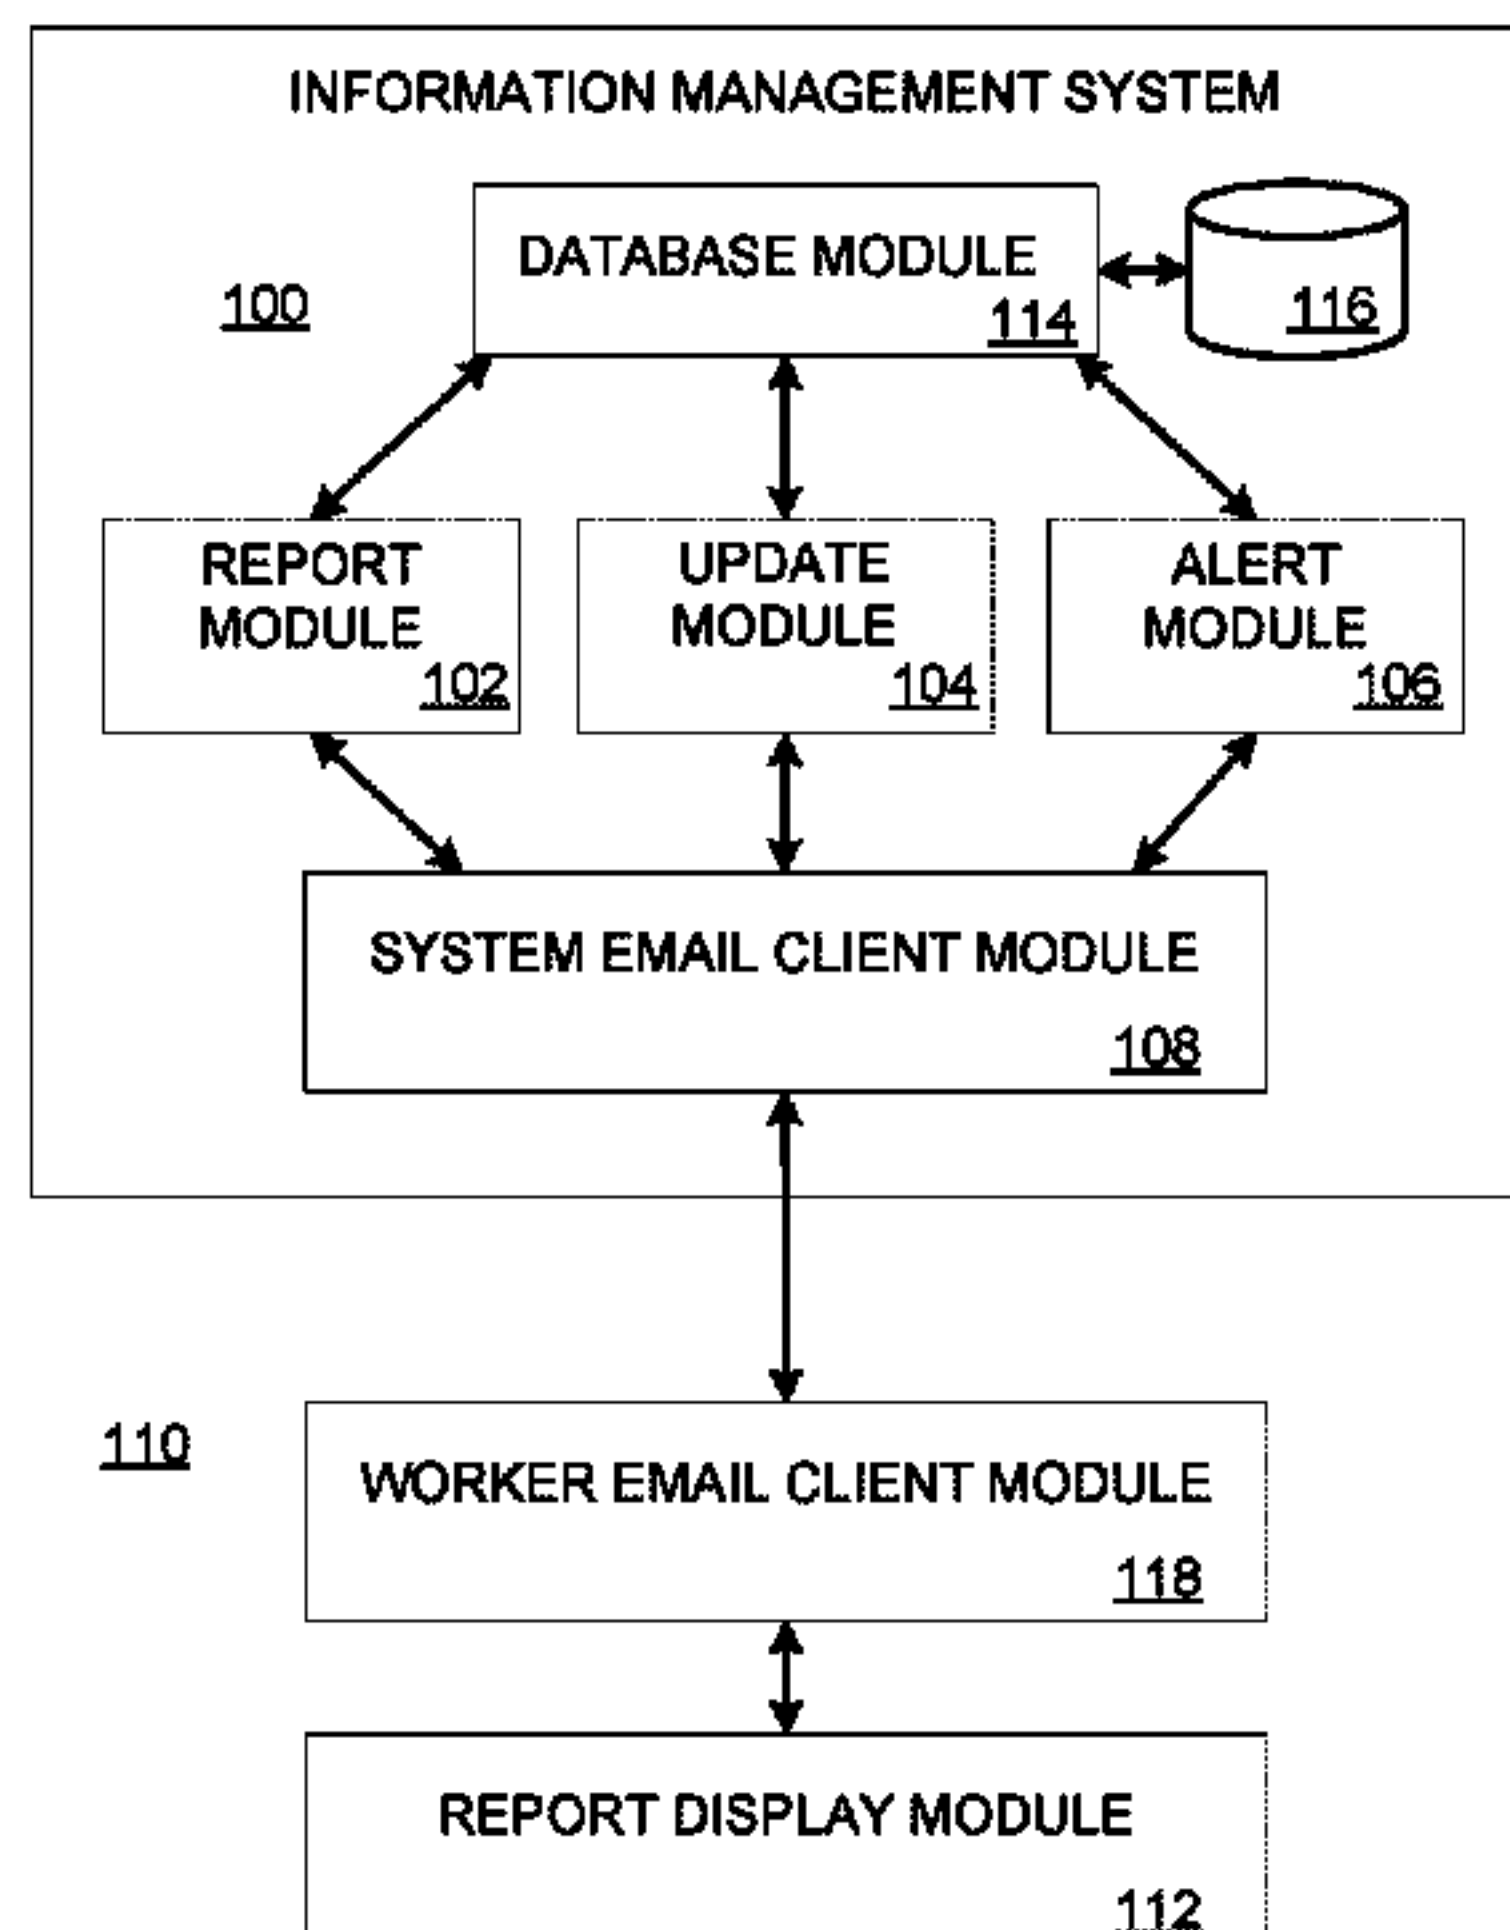 INFORMATION MANAGEMENT SYSTEM
DATABASE MODULE
114
116
100
REPORT
MODULE
102
UPDATE
MODULE
104
ALERT
MODULE
106
SYSTEM EMAIL CLIENT MODULE
108
110
WORKER EMAIL CLIENT MODULE
118
REPORT DISPLAY MODULE
112